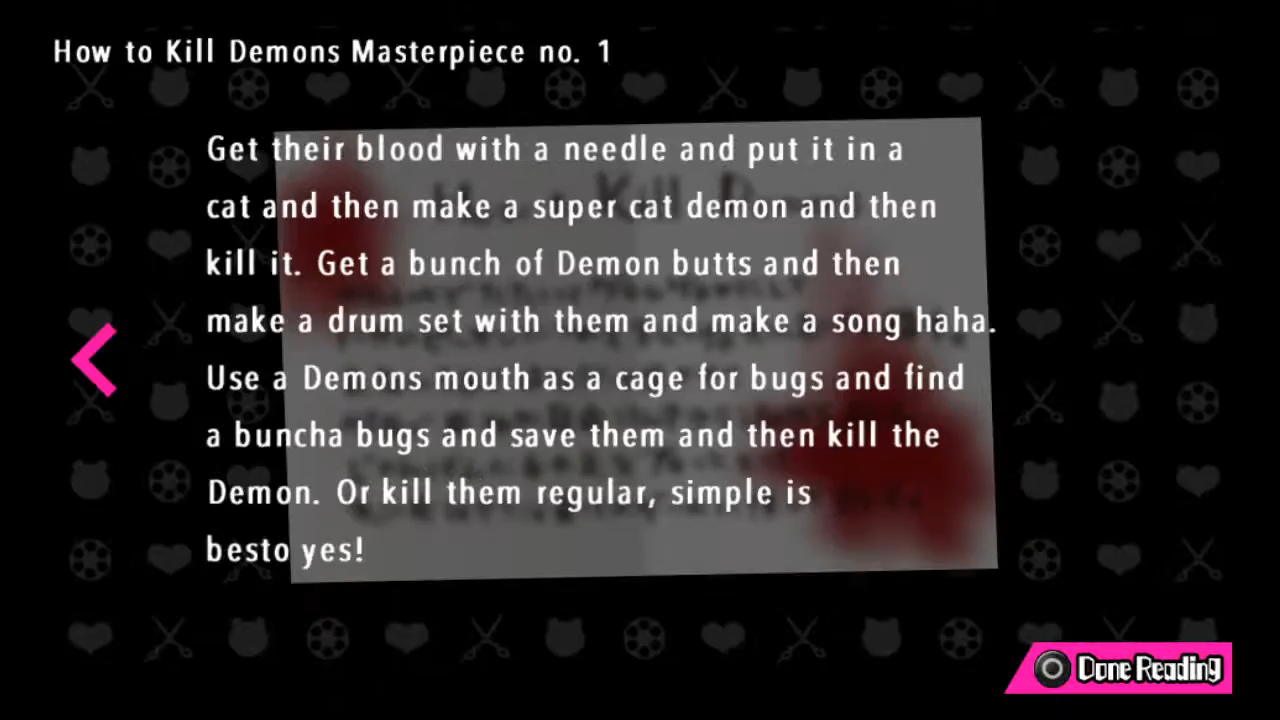 How to Kill Demons Masterpiece no. 1
Get their blood with a needle and put it in a
cat and then make a super cat demon and then
kill it. Get a bunch of Demon butts and then
make a drum set with them and make a song haha.
Use a Demons mouth as a cage for bugs and find
a buncha bugs and save them and then kill the
Demon. Or kill them regular, simple is
besto yes!
Done Reading